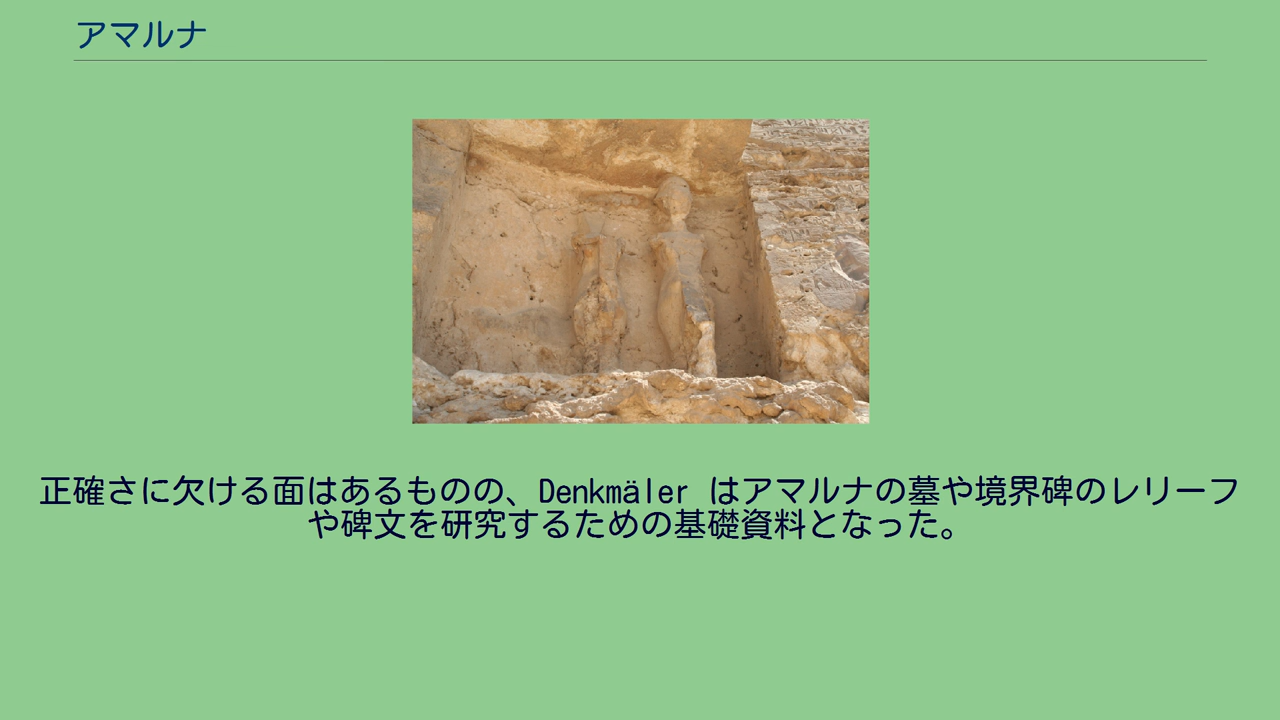 アマルナ
正確さに欠ける面はあるものの、Denkmäler はアマルナの墓や境界碑のレリーフ
や碑文を研究するための基礎資料となった。